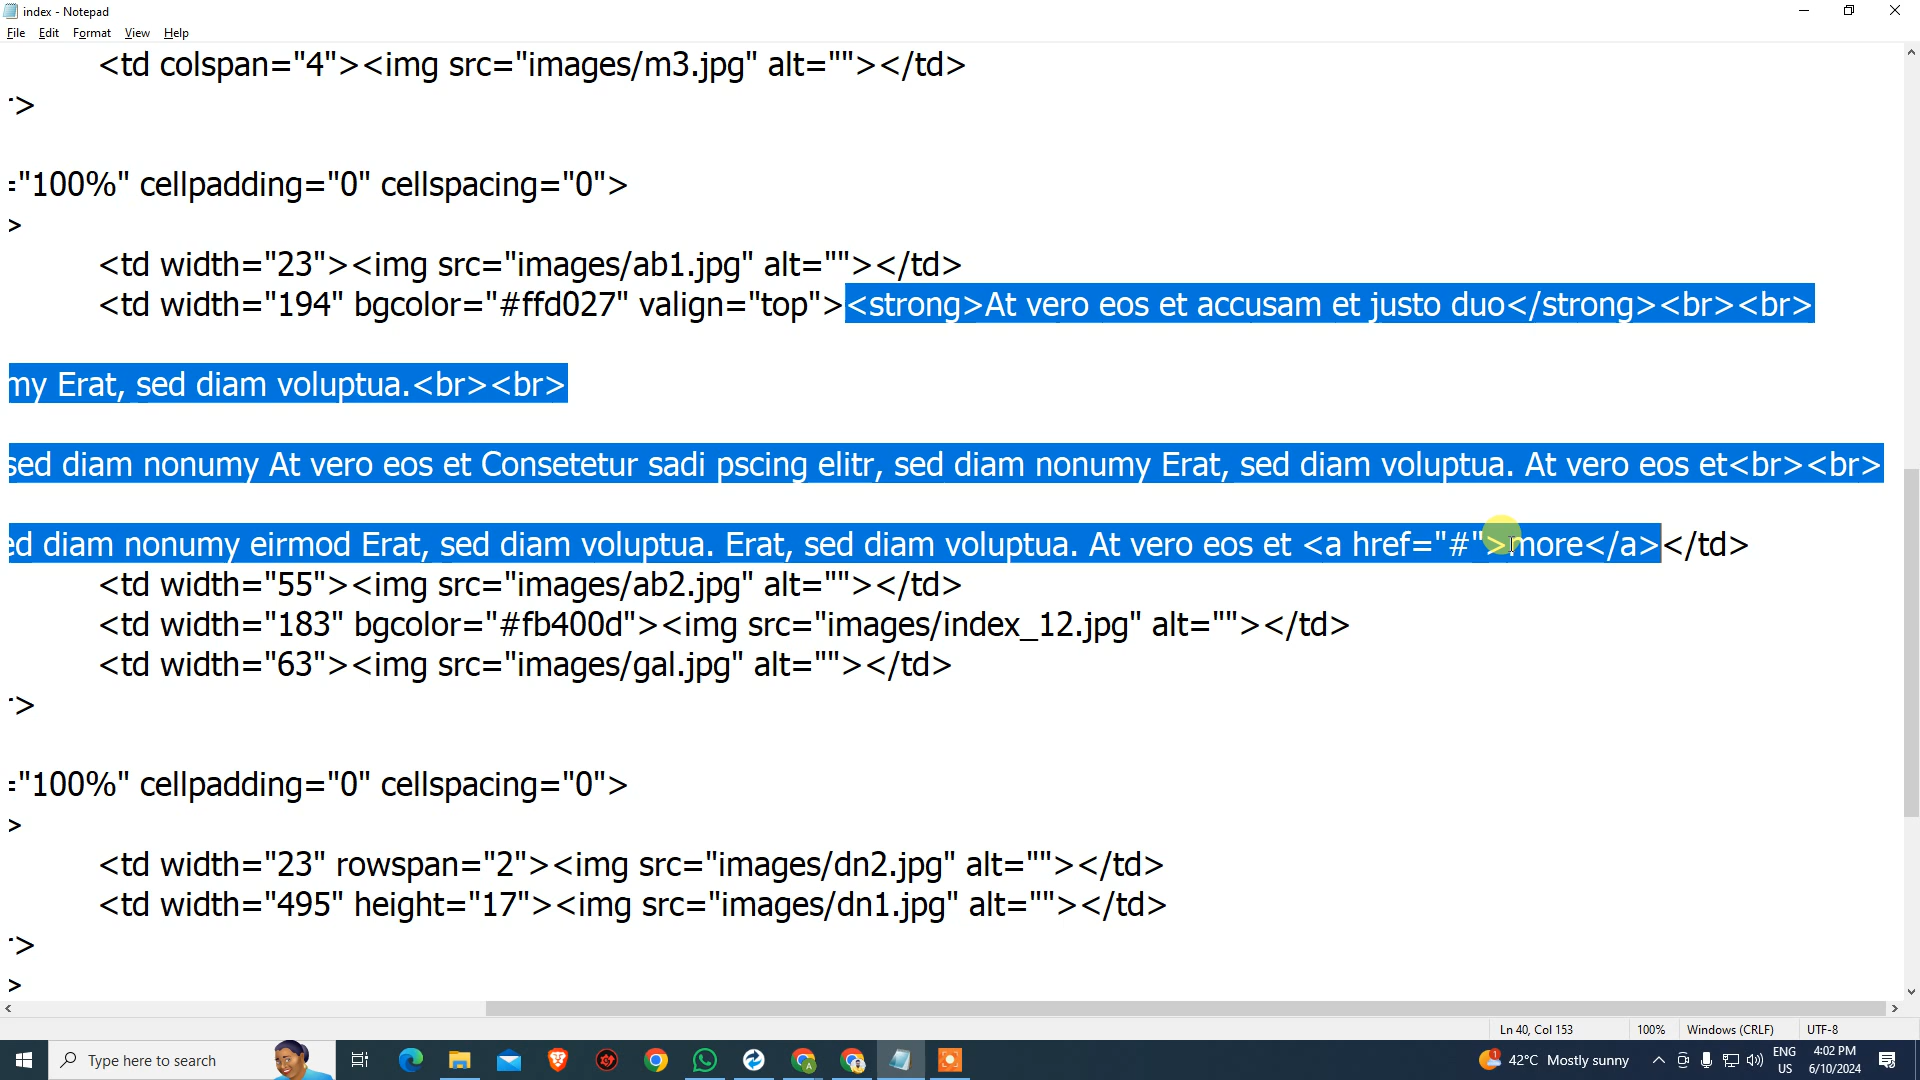 index - Notepad
File Edit Format View Help
<td colspan="4"><img src="images/m3.jpg" alt=""></td>
>
="100%" cellpadding="0" cellspacing="0">
>
<td width="23"><img src="images/ab1.jpg" alt=""></td>
<td width="194" bgcolor="#ffd027" valign="top"><strong>At vero eos et accusam et justo duo</strong><br><br>
my Erat, sed diam voluptua.<br><br>
sed diam nonumy At vero eos et Consetetur sadi pscing elitr, sed diam nonumy Erat, sed diam voluptua. At vero eos et<br><br>
ed diam nonumy eirmod Erat, sed diam voluptua. Erat, sed diam voluptua. At vero eos et <a href="#">more</a></td>
<td width="55"><img src="images/ab2.jpg" alt=""></td>
<td width="183" bgcolor="#fb400d"><img src="images/index_12.jpg" alt=""></td>
<td width="63"><img src="images/gal.jpg" alt=""></td>
>
="100%" cellpadding="0" cellspacing="0">
>
<td width="23" rowspan="2"><img src="images/dn2.jpg" alt=""></td>
<td width="495" height="17"><img src="images/dn1.jpg" alt=""></td>
>
>
Ln 40, Col 153 100% Windows (CRLF) UTF-8
Type here to search 42°C Mostly sunny ENG US 4:02 PM 6/10/2024